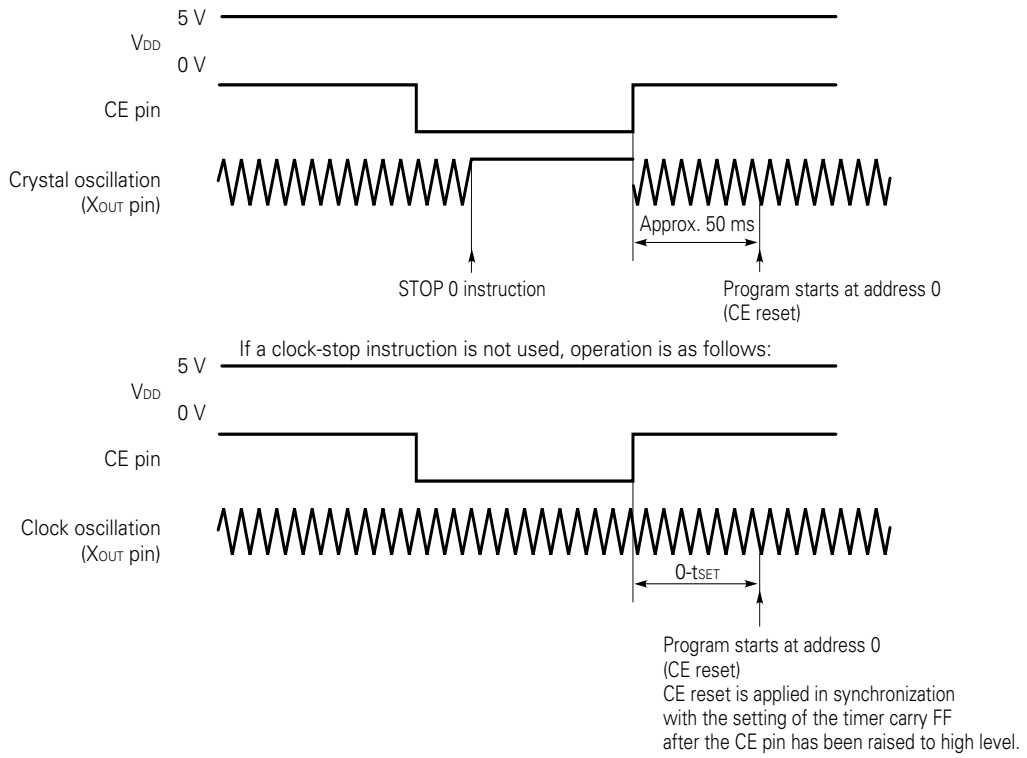 5 V
VDD
0 V
CE pin
Crystal oscillation
(XOUT pin)
Approx. 50 ms
STOP 0 instruction
Program starts at address 0
(CE reset)
If a clock-stop instruction is not used, operation is as follows:
5 V
VDD
0 V
CE pin
Clock oscillation
(XOUT pin)
0-tSET
Program starts at address 0
(CE reset)
CE reset is applied in synchronization
with the setting of the timer carry FF
after the CE pin has been raised to high level.